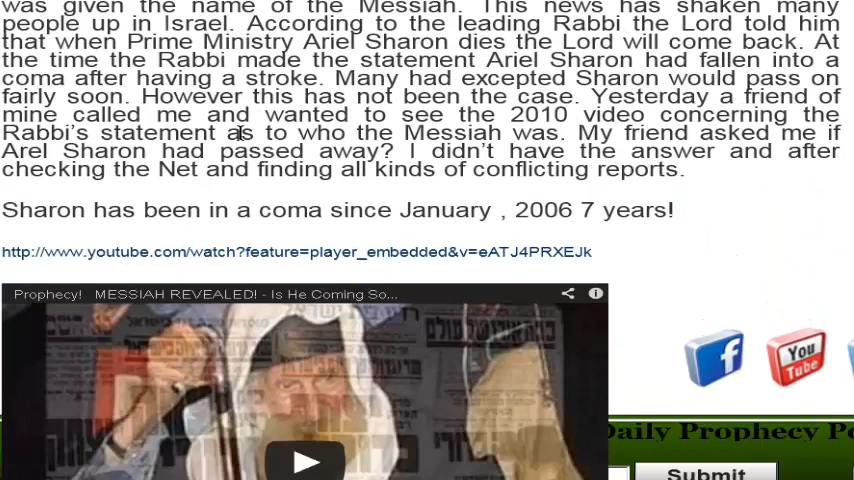 was given the name of the Messiah. This news has shaken many
people up in Israel. According to the leading Rabbi the Lord told him
that when Prime Ministry Ariel Sharon dies the Lord will come back. At
the time the Rabbi made the statement Ariel Sharon had fallen into a
coma after having a stroke. Many had excepted Sharon would pass on
fairly soon. However this has not been the case. Yesterday a friend of
mine called me and wanted to see the 2010 video concerning the
Rabbi's statement as to who the Messiah was. My friend asked me if
Arel Sharon had passed away? I didn't have the answer and after
checking the Net and finding all kinds of conflicting reports.
Sharon has been in a coma since January , 2006 7 years!
http://www.youtube.com/watch?feature=player_embedded&v=eATJ4PRXEJk
Prophecy! MESSIAH REVEALED! - Is He Coming So...
f
You
Tube
Daily Prophecy
Submit